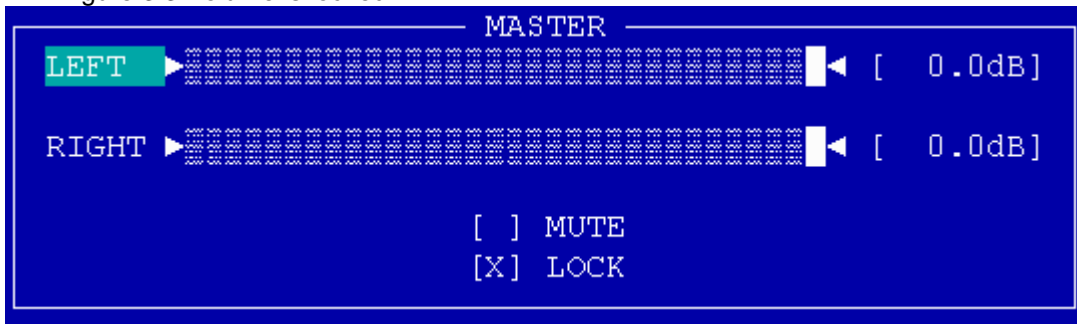 MASTER
LEFT [ 0.0dB]
RIGHT [ 0.0dB]
[ ] MUTE
[X] LOCK